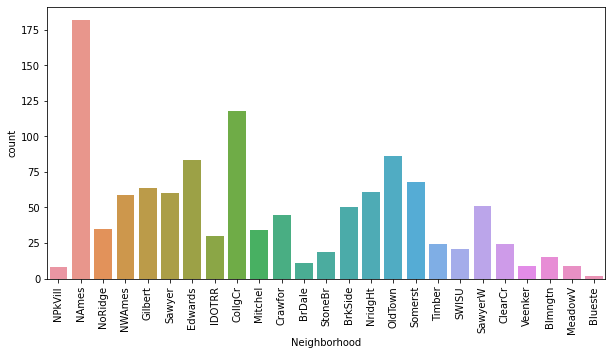 175
150
125
100
75
50
25
0
count
NPkVill
NAmes
NoRidge
NWAmes
Gilbert
Sawyer
Edwards
IDOTRR
CollgCr
Mitchel
Crawfor
BrDale
StoneBr
BrkSide
NridgHt
OldTown
Somerst
Timber
SWISU
SawyerW
ClearCr
Veenker
Blmngtn
MeadowV
Blueste
Neighborhood